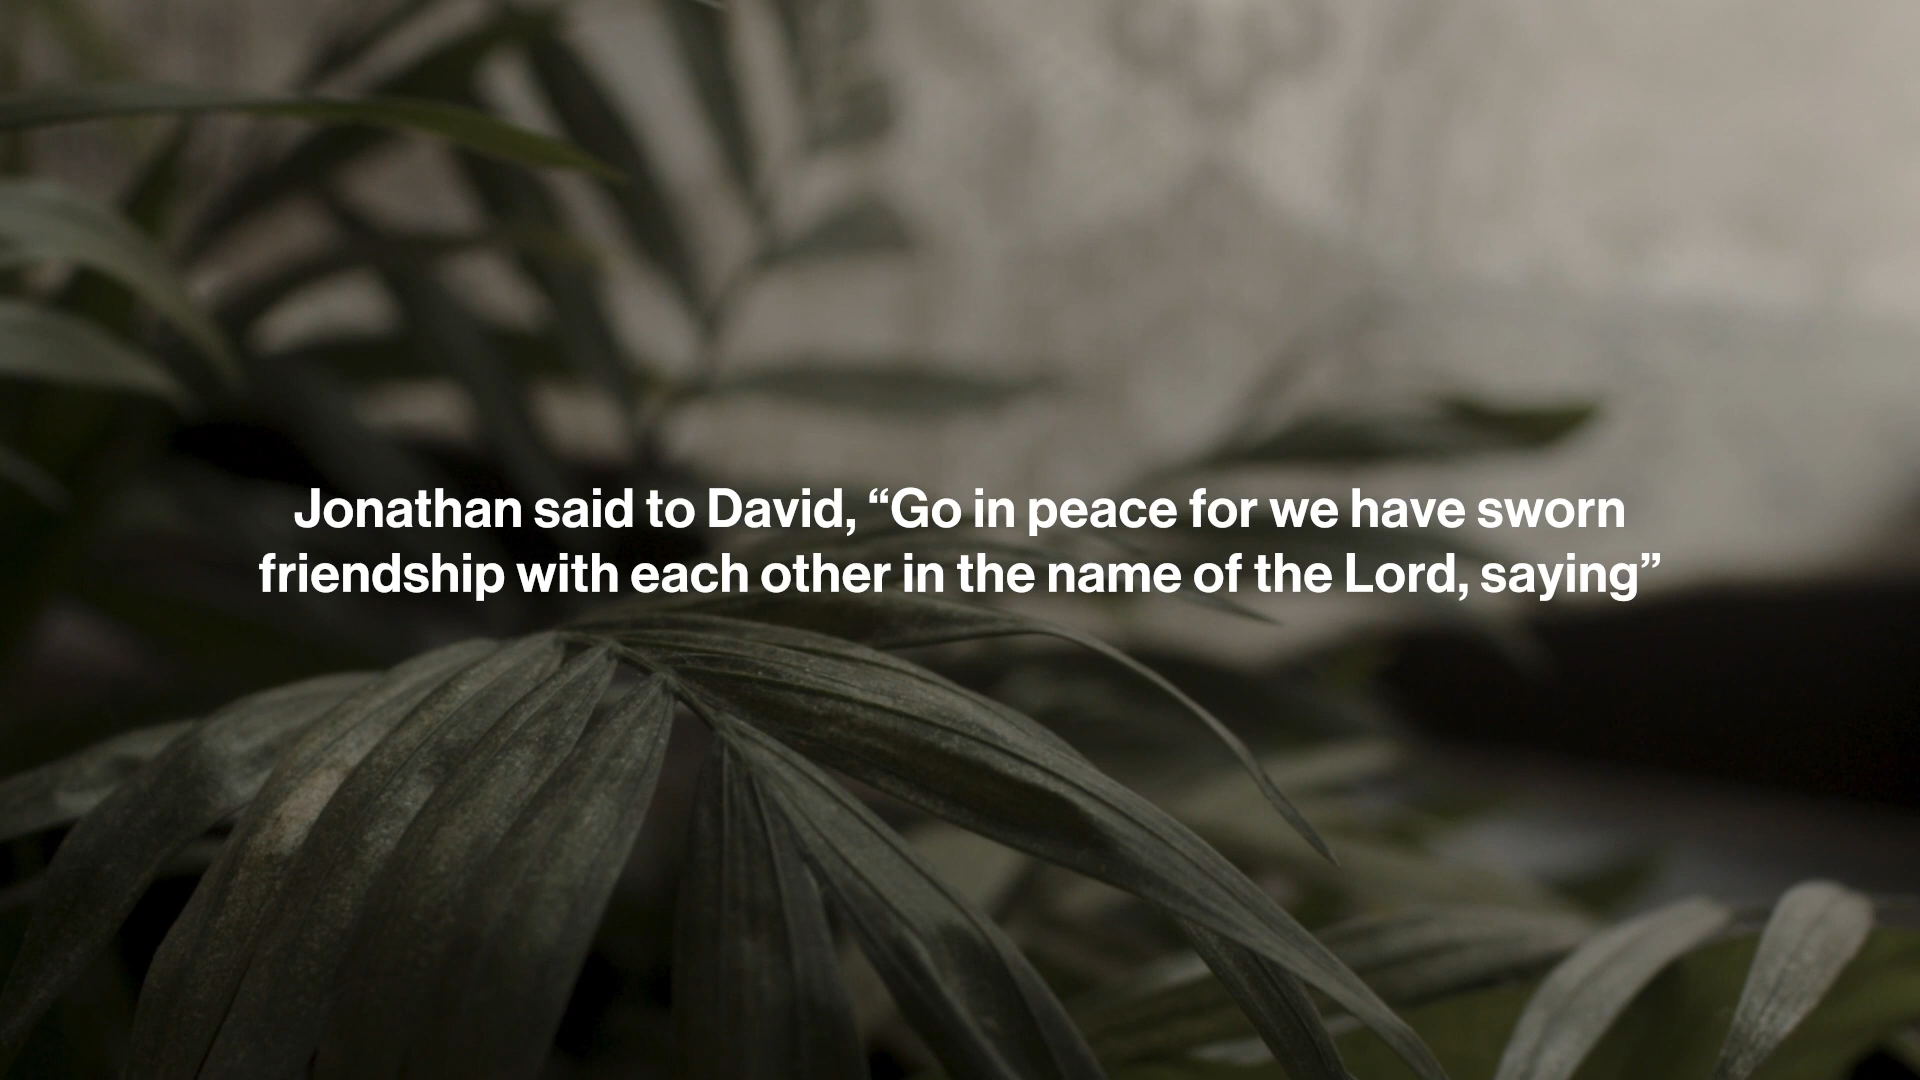 Jonathan said to David, “Go in peace for we have sworn
friendship with each other in the name of the Lord, saying”